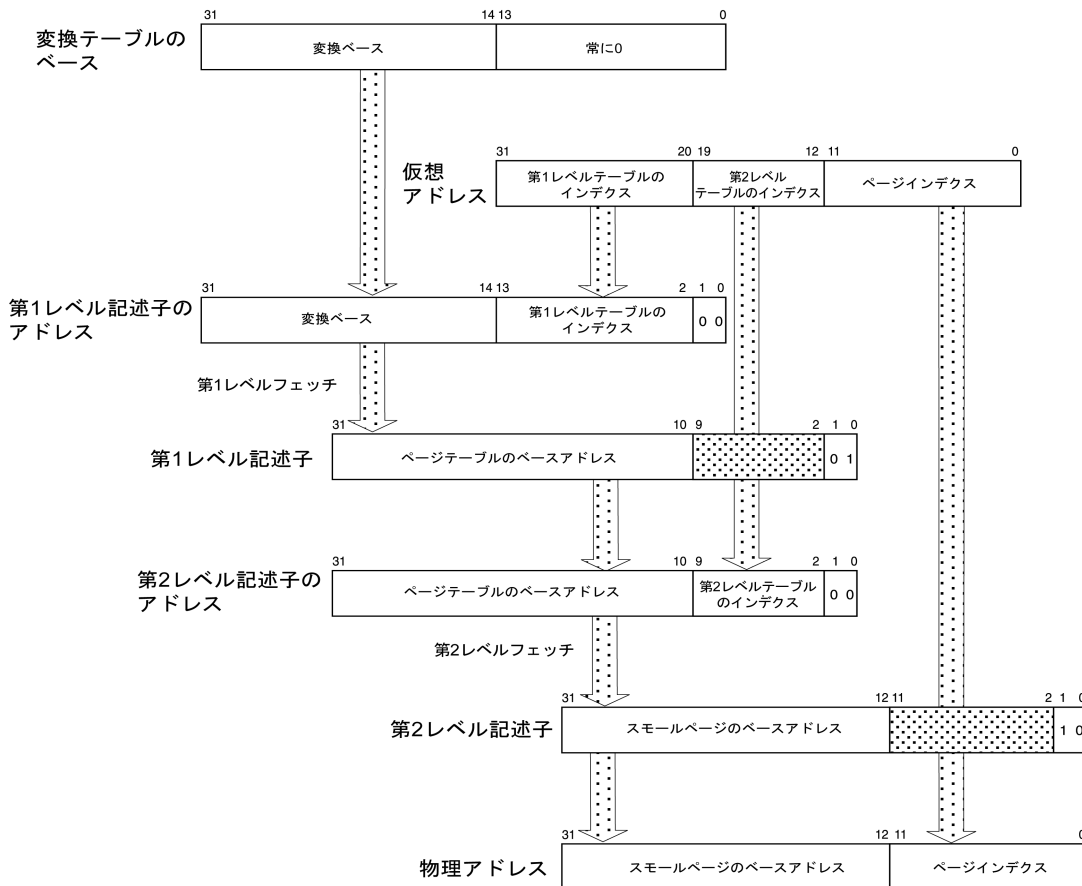 31 14 13 0
変換テーブルの
ベース
変換ベース 常に0
31 20 19 12 11 0
仮想
アドレス
第1レベルテーブルの
インデクス
第2レベル
テーブルのインデクス
ページインデクス
31 14 13 2 1 0
第1レベル記述子の
アドレス
変換ベース
第1レベルテーブルの
インデクス
0 0
第1レベルフェッチ
31 10 9 2 1 0
第1レベル記述子
ページテーブルのベースアドレス
0 1
31 10 9 2 1 0
第2レベル記述子の
アドレス
ページテーブルのベースアドレス
第2レベルテーブル
のインデクス
0 0
第2レベルフェッチ
31 12 11 2 1 0
第2レベル記述子
スモールページのベースアドレス
1 0
31 12 11 0
物理アドレス
スモールページのベースアドレス ページインデクス